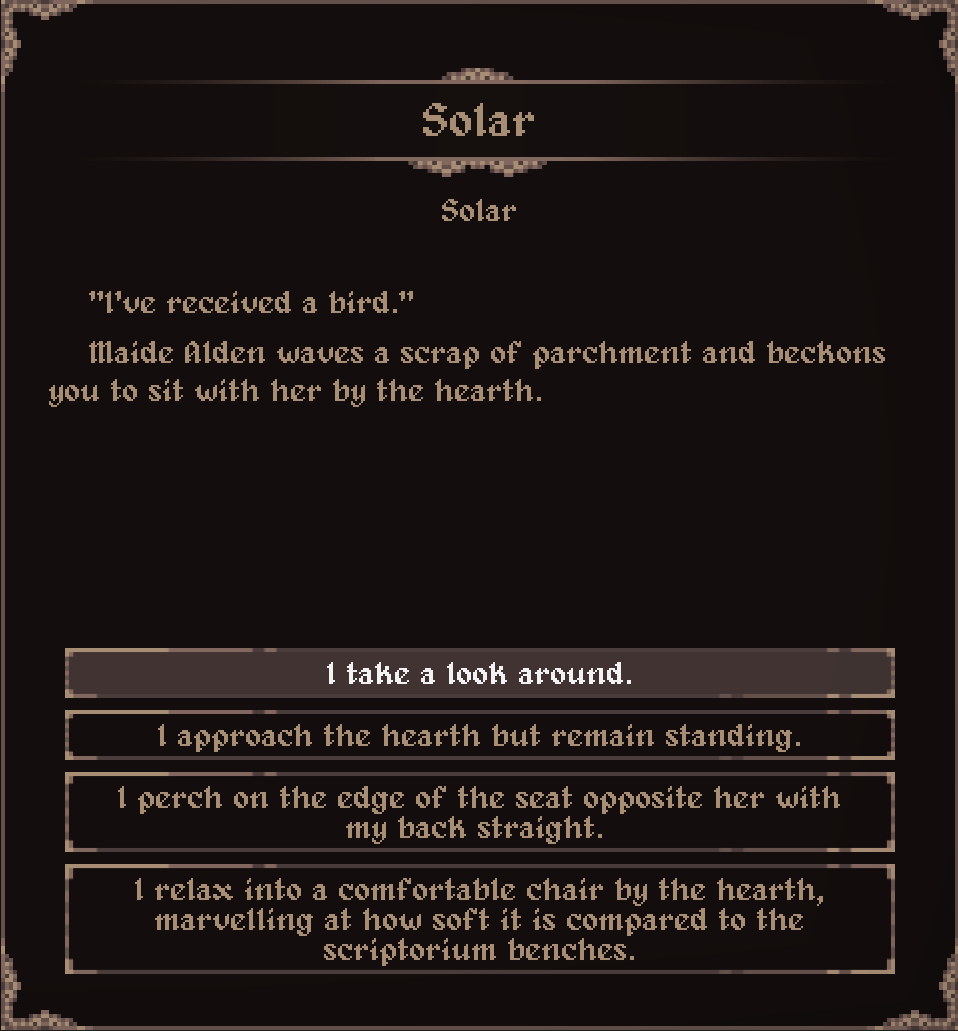 Solar
Solar
"I've received a bird."
Maide Alden waves a scrap of parchment and beckons
you to sit with her by the hearth.
I take a look around.
I approach the hearth but remain standing.
I perch on the edge of the seat opposite her with
my back straight.
I relax into a comfortable chair by the hearth,
marvelling at how soft it is compared to the
scriptorium benches.